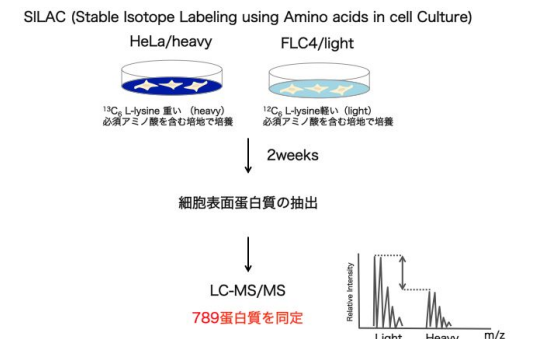 SILAC (Stable Isotope Labeling using Amino acids in cell Culture)
HeLa/heavy
FLC4/light
¹³C₆ L-lysine 重い (heavy)
必須アミノ酸を含む培地で培養
¹²C₆ L-lysine軽い (light)
必須アミノ酸を含む培地で培養
2weeks
細胞表面蛋白質の抽出
LC-MS/MS
789蛋白質を同定
Relative Intensity
Light
Heavy
m/z